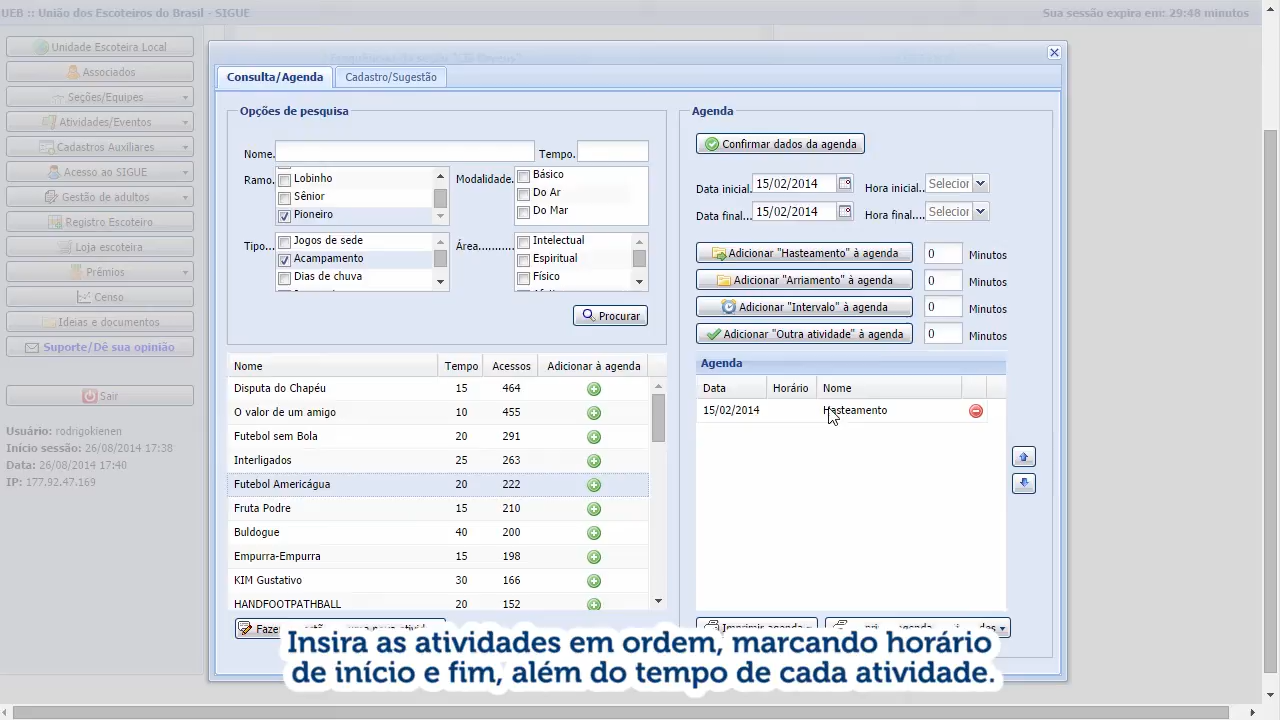 UEB :: União dos Escoteiros do Brasil - SIGUE
Sua sessão expira em: 29:48 minutos
Unidade Escoteira Local
Associados
Seções/Equipes
Atividades/Eventos
Cadastros Auxiliares
Acesso ao SIGUE
Gestão de adultos
Registro Escoteiro
Loja escoteira
Prêmios
Censo
Ideias e documentos
Suporte/Dê sua opinião
Sair
Usuário: rodrigokienen
Início sessão: 26/08/2014 17:38
Data: 26/08/2014 17:40
IP: 177.92.47.169
Consulta/Agenda
Cadastro/Sugestão
Opções de pesquisa
Nome.
Tempo.
Ramo.
Lobinho
Sênior
Pioneiro
Modalidade.
Básico
Do Ar
Do Mar
Tipo...
Jogos de sede
Acampamento
Dias de chuva
Área...........
Intelectual
Espiritual
Físico
Procurar
Nome Tempo Acessos Adicionar à agenda
Disputa do Chapéu 15 464
O valor de um amigo 10 455
Futebol sem Bola 20 291
Interligados 25 263
Futebol Americágua 20 222
Fruta Podre 15 210
Buldogue 40 200
Empurra-Empurra 15 198
KIM Gustativo 30 166
HANDFOOTPATHBALL 20 152
Agenda
Confirmar dados da agenda
Data inicial. 15/02/2014 Hora inicial. Selecior
Data final... 15/02/2014 Hora final.... Selecior
Adicionar "Hasteamento" à agenda 0 Minutos
Adicionar "Arriamento" à agenda 0 Minutos
Adicionar "Intervalo" à agenda 0 Minutos
Adicionar "Outra atividade" à agenda 0 Minutos
Agenda
Data Horário Nome
15/02/2014 Hasteamento
Imprimir agenda
Insira as atividades em ordem, marcando horário
de início e fim, além do tempo de cada atividade.